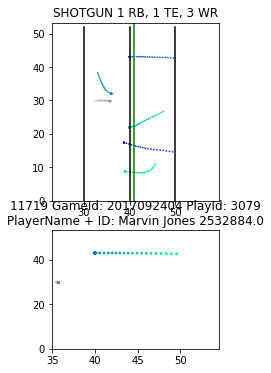 SHOTGUN 1 RB, 1 TE, 3 WR
50
40
30
20
10
0
30 40 50
11719 GameId: 2017092404 PlayId: 3079
PlayerName + ID: Marvin Jones 2532884.0
40
20
0
35 40 45 50